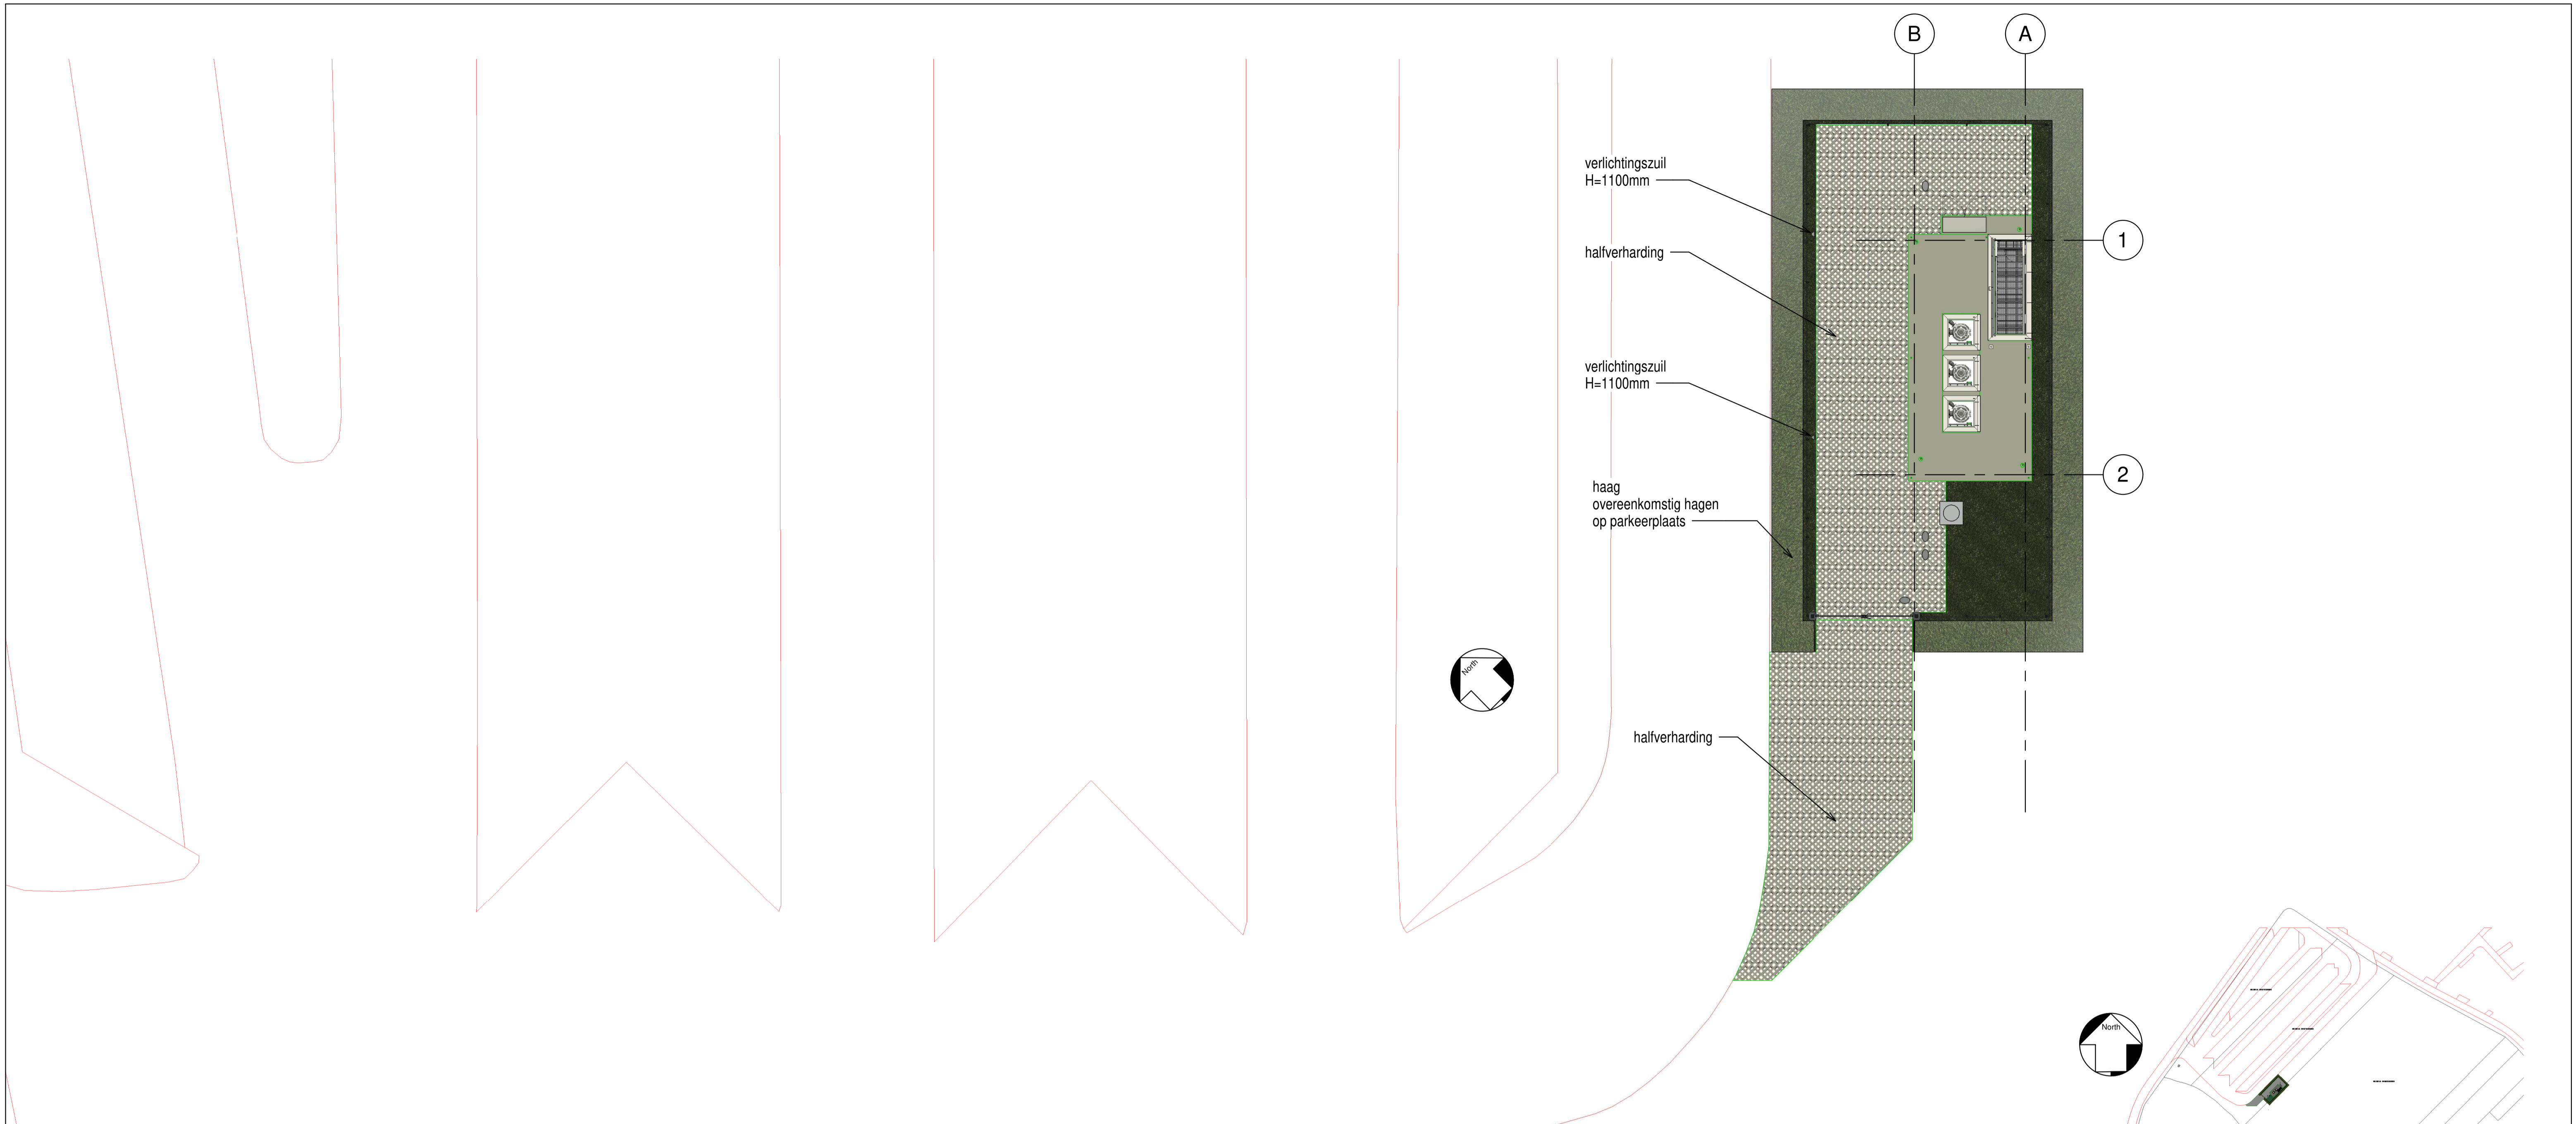 B
A
verlichtingszuil
H=1100mm
1
halfverharding
verlichtingszuil
H=1100mm
2
haag
overeenkomstig hagen
op parkeerplaats
North
halfverharding
North